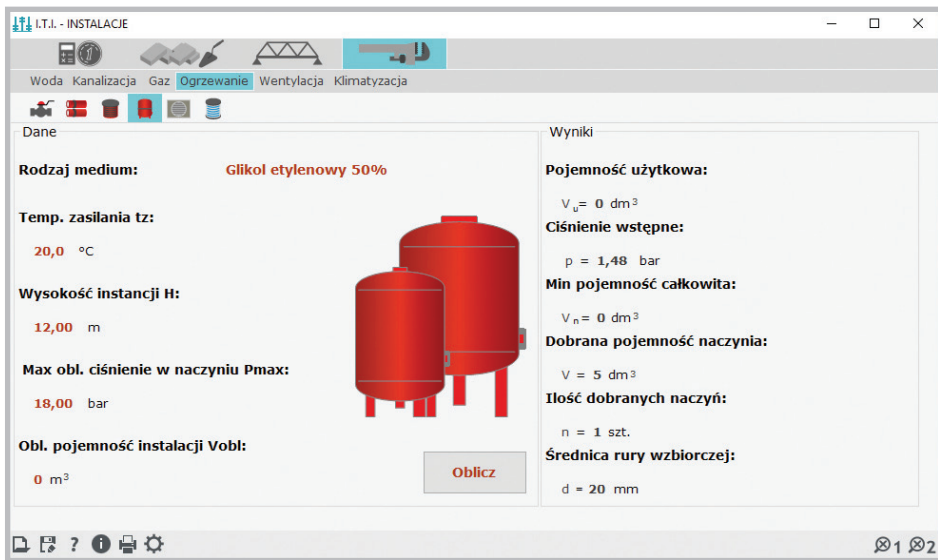 I.T.I. - INSTALACJE
Woda Kanalizacja Gaz Ogrzewanie Wentylacja Klimatyzacja
Dane
Rodzaj medium: Glikol etylenowy 50%
Temp. zasilania tz:
20,0 °C
Wysokość instancji H:
12,00 m
Max obl. ciśnienie w naczyniu Pmax:
18,00 bar
Obl. pojemność instalacji Vobl:
0 m³
Oblicz
Wyniki
Pojemność użytkowa:
V u= 0 dm³
Ciśnienie wstępne:
p = 1,48 bar
Min pojemność całkowita:
V n= 0 dm³
Dobrana pojemność naczynia:
V = 5 dm³
Ilość dobranych naczyń:
n = 1 szt.
Średnica rury wzbiorczej:
d = 20 mm
? 1 2